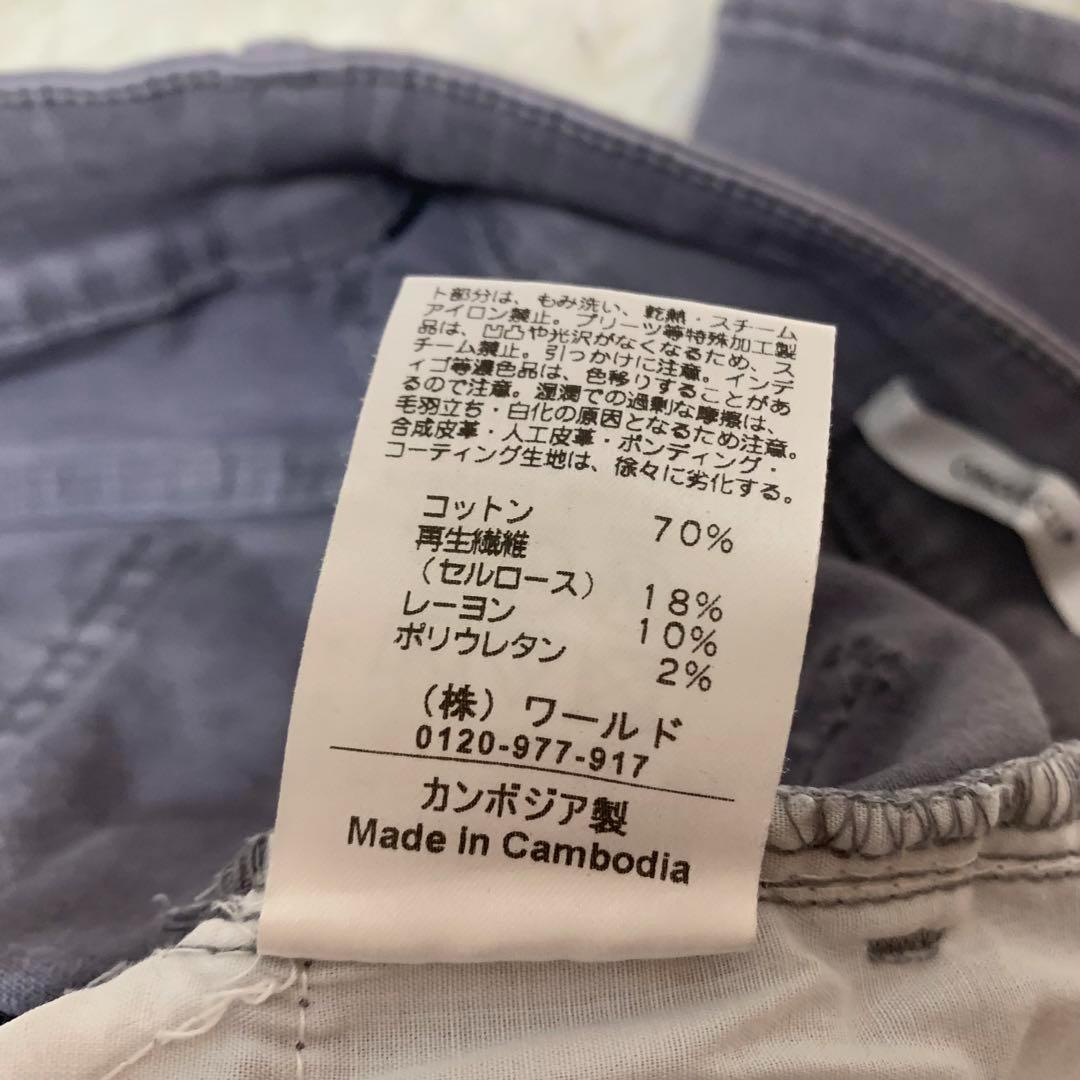 ト部分は、もみ洗い、乾熱・スチーム
アイロン禁止。プリーツ等特殊加工製
品は、凹凸や光沢がなくなるため、ス
チーム禁止。引っかけに注意。インデ
ィゴ等濃色品は、色移りすることがあ
るので注意。湿潤での過剰な摩擦は、
毛羽立ち・白化の原因となるため注意。
合成皮革・人工皮革・ボンディング・
コーティング生地は、徐々に劣化する。
コットン 70%
再生繊維
(セルロース) 18%
レーヨン 10%
ポリウレタン 2%
(株) ワールド
0120-977-917
カンボジア製
Made in Cambodia